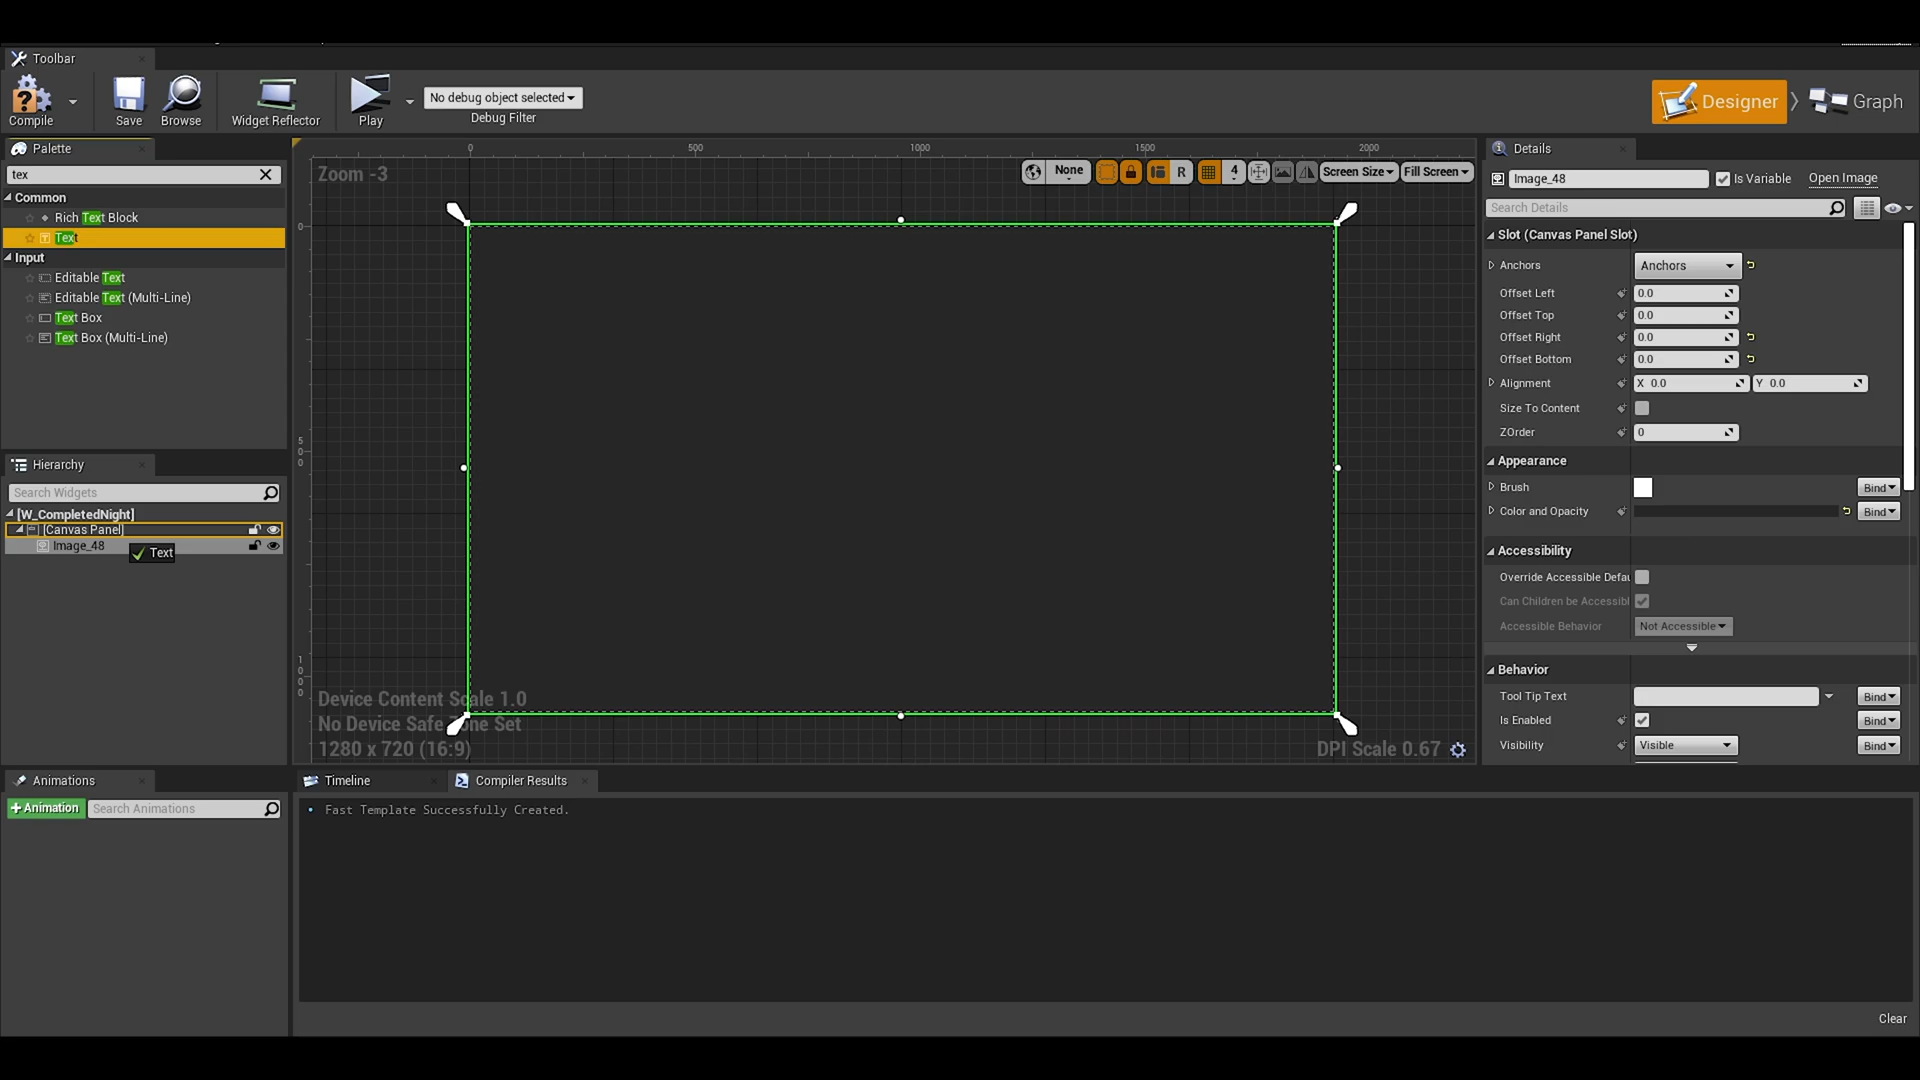 Toolbar
Compile
Save
Browse
Widget Reflector
Play
No debug object selected
Debug Filter
Designer
Graph
Palette
tex
Common
Rich Text Block
Text
Input
Editable Text
Editable Text (Multi-Line)
Text Box
Text Box (Multi-Line)
Hierarchy
Search Widgets
[W_CompletedNight]
[Canvas Panel]
Image_48
Text
Animations
+Animation
Search Animations
0
500
1000
1500
2000
Zoom -3
None
R
4
Screen Size
Fill Screen
0
500
1000
Device Content Scale 1.0
No Device Safe Zone Set
1280 x 720 (16:9)
DPI Scale 0.67
Timeline
Compiler Results
Fast Template Successfully Created.
Clear
Details
Image_48
Is Variable
Open Image
Search Details
Slot (Canvas Panel Slot)
Anchors
Anchors
Offset Left 0.0
Offset Top 0.0
Offset Right 0.0
Offset Bottom 0.0
Alignment X 0.0 Y 0.0
Size To Content
ZOrder 0
Appearance
Brush Bind
Color and Opacity Bind
Accessibility
Override Accessible Defau
Can Children be Accessibl
Accessible Behavior Not Accessible
Behavior
Tool Tip Text Bind
Is Enabled Bind
Visibility Visible Bind